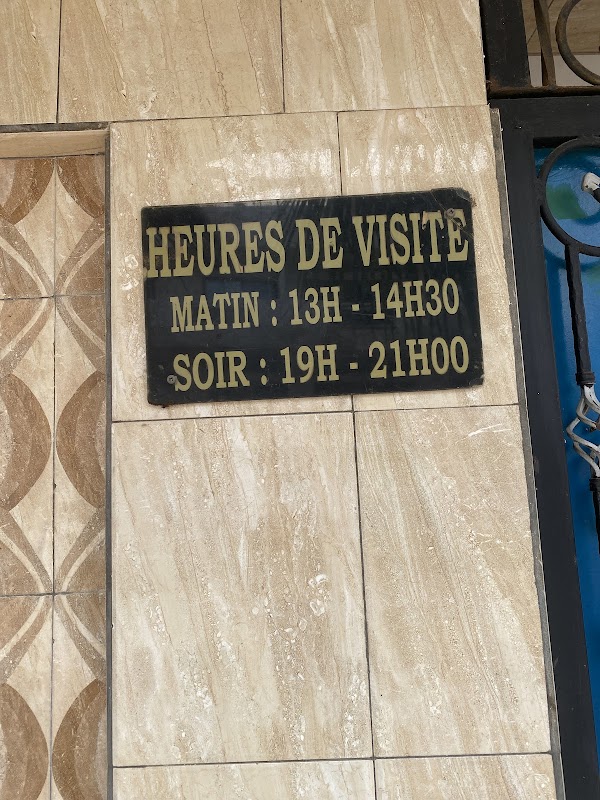 HEURES DE VISITE
MATIN : 13H - 14H30
SOIR : 19H - 21H00